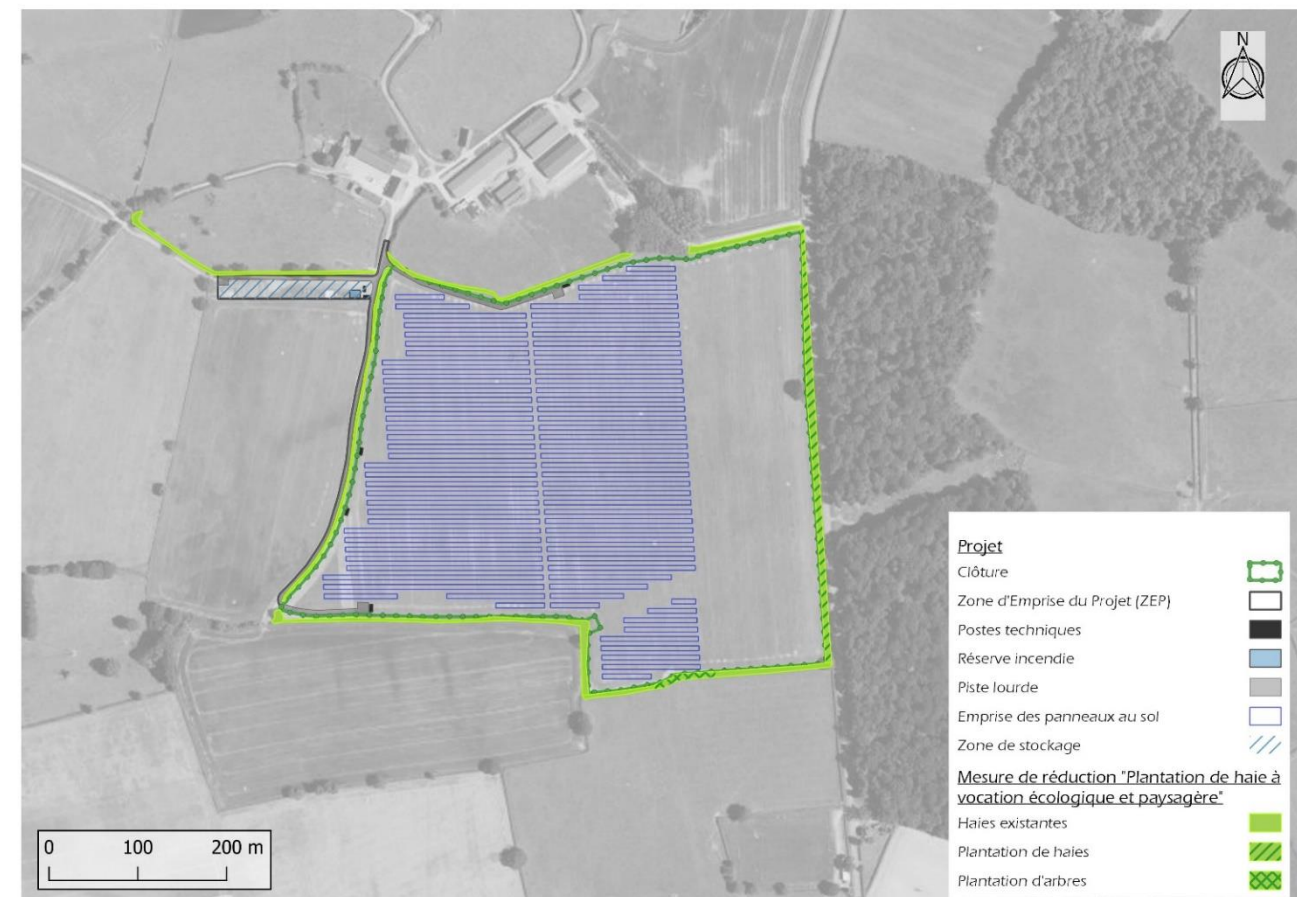 N
Projet
Clôture
Zone d'Emprise du Projet (ZEP)
Postes techniques
Réserve incendie
Piste lourde
Emprise des panneaux au sol
Zone de stockage
Mesure de réduction "Plantation de haie à
vocation écologique et paysagère"
Haies existantes
Plantation de haies
Plantation d'arbres
0 100 200 m